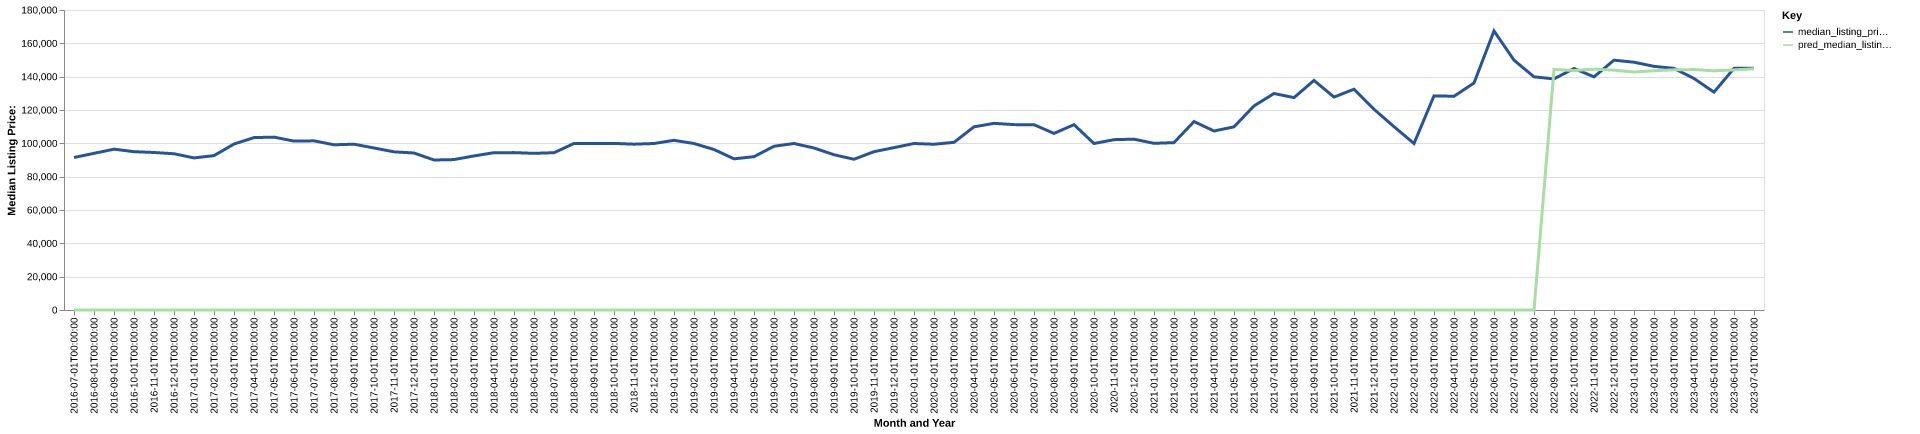 180,000
160,000
140,000
120,000
100,000
80,000
60,000
40,000
20,000
0
Median Listing Price:
2016-07-01T00:00:00
2016-08-01T00:00:00
2016-09-01T00:00:00
2016-10-01T00:00:00
2016-11-01T00:00:00
2016-12-01T00:00:00
2017-01-01T00:00:00
2017-02-01T00:00:00
2017-03-01T00:00:00
2017-04-01T00:00:00
2017-05-01T00:00:00
2017-06-01T00:00:00
2017-07-01T00:00:00
2017-08-01T00:00:00
2017-09-01T00:00:00
2017-10-01T00:00:00
2017-11-01T00:00:00
2017-12-01T00:00:00
2018-01-01T00:00:00
2018-02-01T00:00:00
2018-03-01T00:00:00
2018-04-01T00:00:00
2018-05-01T00:00:00
2018-06-01T00:00:00
2018-07-01T00:00:00
2018-08-01T00:00:00
2018-09-01T00:00:00
2018-10-01T00:00:00
2018-11-01T00:00:00
2018-12-01T00:00:00
2019-01-01T00:00:00
2019-02-01T00:00:00
2019-03-01T00:00:00
2019-04-01T00:00:00
2019-05-01T00:00:00
2019-06-01T00:00:00
2019-07-01T00:00:00
2019-08-01T00:00:00
2019-09-01T00:00:00
2019-10-01T00:00:00
2019-11-01T00:00:00
2019-12-01T00:00:00
2020-01-01T00:00:00
2020-02-01T00:00:00
2020-03-01T00:00:00
2020-04-01T00:00:00
2020-05-01T00:00:00
2020-06-01T00:00:00
2020-07-01T00:00:00
2020-08-01T00:00:00
2020-09-01T00:00:00
2020-10-01T00:00:00
2020-11-01T00:00:00
2020-12-01T00:00:00
2021-01-01T00:00:00
2021-02-01T00:00:00
2021-03-01T00:00:00
2021-04-01T00:00:00
2021-05-01T00:00:00
2021-06-01T00:00:00
2021-07-01T00:00:00
2021-08-01T00:00:00
2021-09-01T00:00:00
2021-10-01T00:00:00
2021-11-01T00:00:00
2021-12-01T00:00:00
2022-01-01T00:00:00
2022-02-01T00:00:00
2022-03-01T00:00:00
2022-04-01T00:00:00
2022-05-01T00:00:00
2022-06-01T00:00:00
2022-07-01T00:00:00
2022-08-01T00:00:00
2022-09-01T00:00:00
2022-10-01T00:00:00
2022-11-01T00:00:00
2022-12-01T00:00:00
2023-01-01T00:00:00
2023-02-01T00:00:00
2023-03-01T00:00:00
2023-04-01T00:00:00
2023-05-01T00:00:00
2023-06-01T00:00:00
2023-07-01T00:00:00
Month and Year
Key
median_listing_pri…
pred_median_listin…